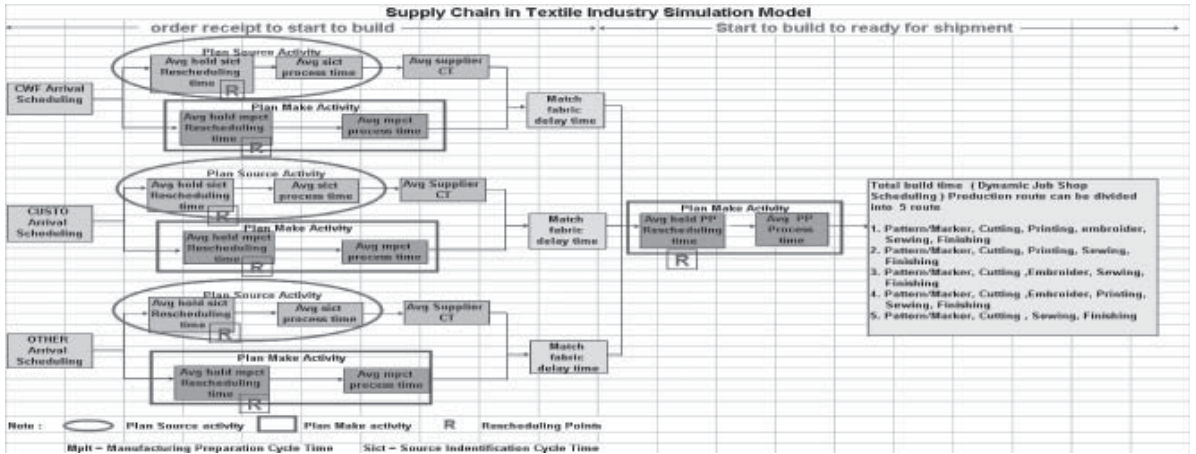 Supply Chain in Textile Industry Simulation Model
order receipt to start to build
Start to build to ready for shipment
Plan Source Activity
Avg hold sict
Rescheduling
time
R
Avg sict
process time
Avg supplier
CT
CWF Arrival
Scheduling
Plan Make Activity
Avg hold mpct
Rescheduling
time
R
Avg mpct
process time
Match
fabric
delay time
Plan Source Activity
Avg hold sict
Rescheduling
time
R
Avg sict
process time
Avg Supplier
CT
CUSTO
Arrival
Scheduling
Plan Make Activity
Avg hold mpct
Rescheduling
time
R
Avg mpct
process time
Match
fabric
delay time
Plan Make Activity
Avg hold PP
Rescheduling
time
R
Avg PP
Process
time
Total build time ( Dynamic Job Shop
Scheduling ) Production route can be divided
into 5 route
1. Pattern/Marker, Cutting, Printing, embroider,
Sewing, Finishing
2. Pattern/Marker, Cutting, Printing, Sewing,
Finishing
3. Pattern/Marker, Cutting ,Embroider, Sewing,
Finishing
4. Pattern/Marker, Cutting ,Embroider, Printing,
Sewing, Finishing
5. Pattern/Marker, Cutting , Sewing, Finishing
Plan Source Activity
Avg hold sict
Rescheduling
time
R
Avg sict
process time
Avg Supplier
CT
OTHER
Arrival
Scheduling
Plan Make Activity
Avg hold mpct
Rescheduling
time
R
Avg mpct
process time
Match
fabric
delay time
Note : Plan Source activity Plan Make activity R Rescheduling Points
Mplt – Manufacturing Preparation Cycle Time Sict – Source Indentification Cycle Time